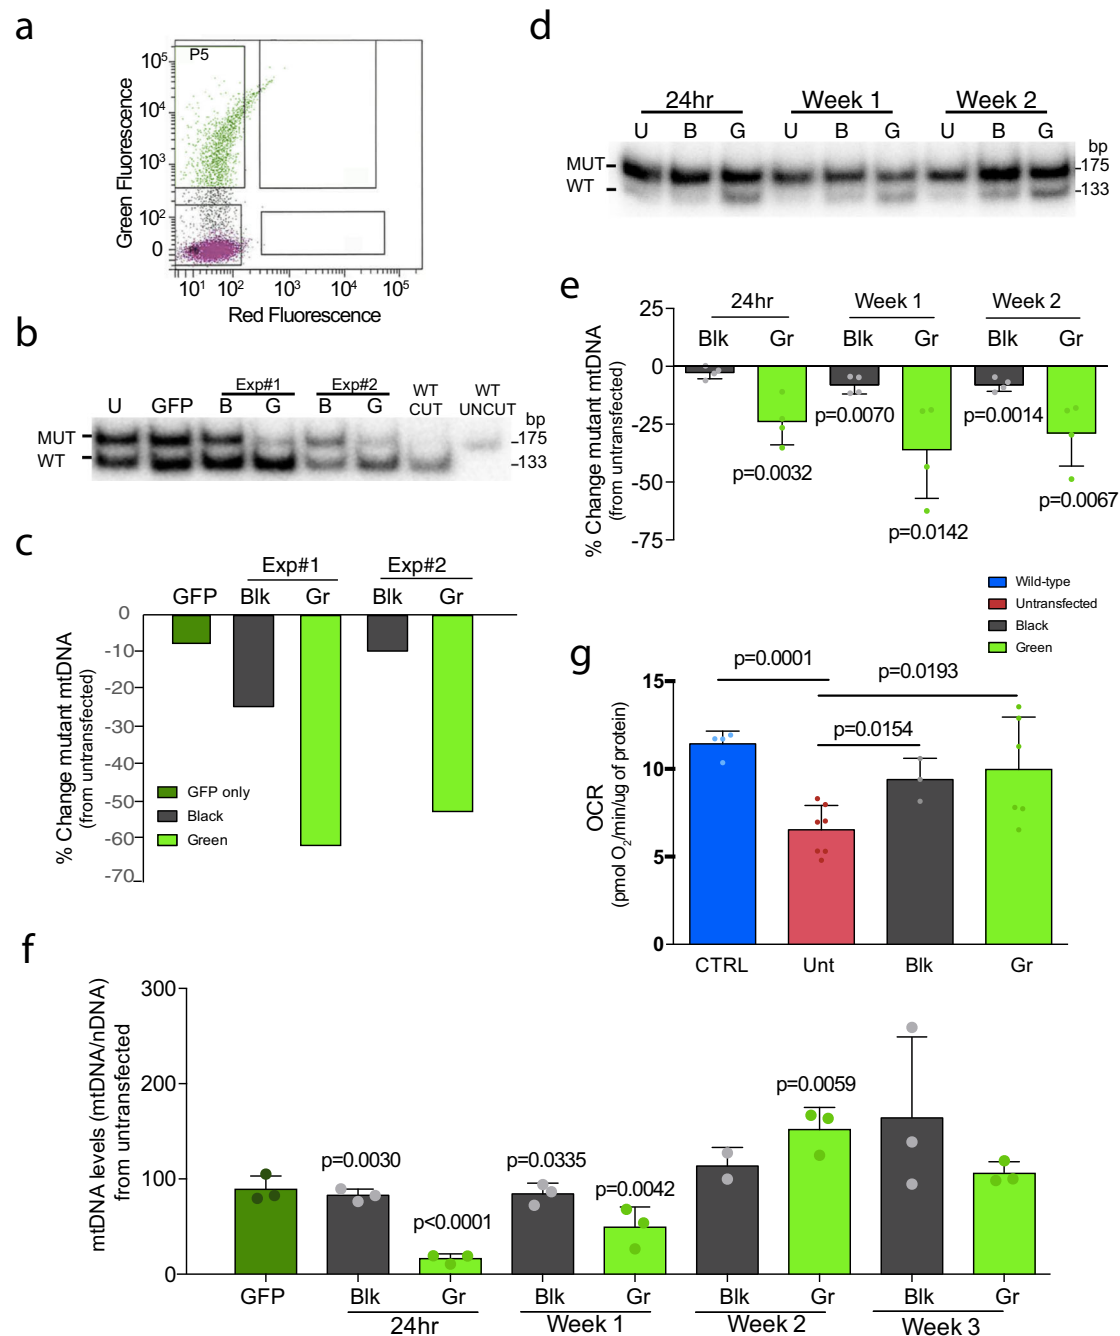 a
P5
10⁵
10⁴
10³
10²
0
Green Fluorescence
10¹ 10² 10³ 10⁴ 10⁵
Red Fluorescence
b
Exp#1 Exp#2
U GFP B G B G WT CUT WT UNCUT bp
MUT
WT
175
133
c
Exp#1 Exp#2
GFP Blk Gr Blk Gr
0
-10
-20
-30
-40
-50
-60
-70
% Change mutant mtDNA
(from untransfected)
GFP only
Black
Green
d
24hr Week 1 Week 2
U B G U B G U B G
bp
MUT
WT
175
133
e
24hr Week 1 Week 2
Blk Gr Blk Gr Blk Gr
25
0
-25
-50
-75
% Change mutant mtDNA
(from untransfected)
p=0.0032
p=0.0070
p=0.0142
p=0.0014
p=0.0067
Wild-type
Untransfected
Black
Green
g
p=0.0001
p=0.0193
p=0.0154
15
10
5
0
OCR
(pmol O₂/min/ug of protein)
CTRL Unt Blk Gr
f
300
200
100
0
mtDNA levels (mtDNA/nDNA)
from untransfected
p=0.0030
p<0.0001
p=0.0335
p=0.0042
p=0.0059
GFP Blk Gr Blk Gr Blk Gr Blk Gr
24hr Week 1 Week 2 Week 3